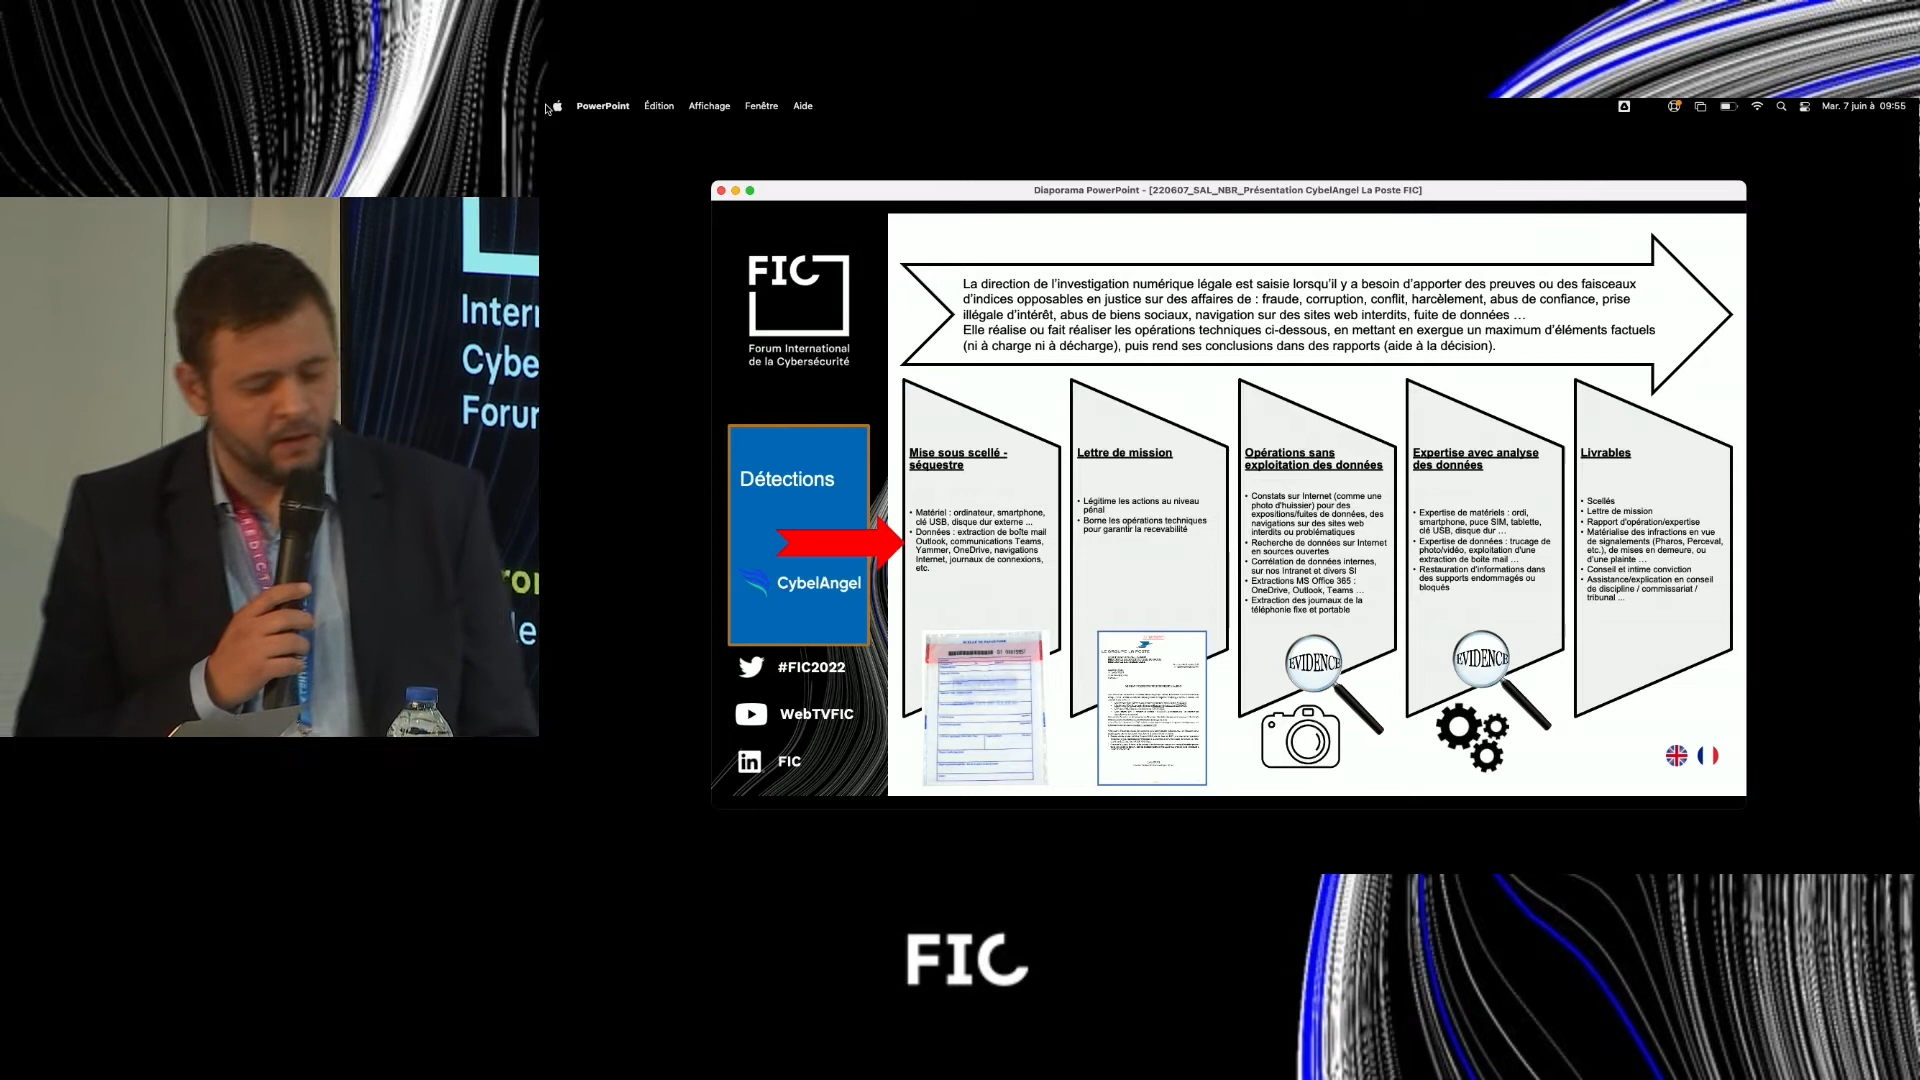 PowerPoint Édition Affichage Fenêtre Aide
Mar. 7 juin à 09:55
Diaporama PowerPoint - [220607_SAL_NBR_Présentation CybelAngel La Poste FIC]
Intern
Cybe
Forur
FIC
Forum International
de la Cybersécurité
Détections
CybelAngel
#FIC2022
WebTVFIC
FIC
La direction de l'investigation numérique légale est saisie lorsqu'il y a besoin d'apporter des preuves ou des faisceaux
d'indices opposables en justice sur des affaires de : fraude, corruption, conflit, harcèlement, abus de confiance, prise
illégale d'intérêt, abus de biens sociaux, navigation sur des sites web interdits, fuite de données ...
Elle réalise ou fait réaliser les opérations techniques ci-dessous, en mettant en exergue un maximum d'éléments factuels
(ni à charge ni à décharge), puis rend ses conclusions dans des rapports (aide à la décision).
Mise sous scellé -
séquestre
• Matériel : ordinateur, smartphone,
clé USB, disque dur externe ...
• Données : extraction de boîte mail
Outlook, communications Teams,
Yammer, OneDrive, navigations
Internet, journaux de connexions,
etc.
Lettre de mission
• Légitime les actions au niveau
pénal
• Borne les opérations techniques
pour garantir la recevabilité
LE GROUPE LA POSTE
Opérations sans
exploitation des données
• Constats sur Internet (comme une
photo d'huissier) pour des
expositions/fuites de données, des
navigations sur des sites web
interdits ou problématiques
• Recherche de données sur Internet
en sources ouvertes
• Corrélation de données internes,
sur nos Intranet et divers SI
• Extractions MS Office 365 :
OneDrive, Outlook, Teams ...
• Extraction des journaux de la
téléphonie fixe et portable
EVIDENCE
Expertise avec analyse
des données
• Expertise de matériels : ordi,
smartphone, puce SIM, tablette,
clé USB, disque dur ...
• Expertise de données : trucage de
photo/vidéo, exploitation d'une
extraction de boite mail ...
• Restauration d'informations dans
des supports endommagés ou
bloqués
EVIDENCE
Livrables
• Scellés
• Lettre de mission
• Rapport d'opération/expertise
• Matérialise des infractions en vue
de signalements (Pharos, Perceval,
etc.), de mises en demeure, ou
d'une plainte ...
• Conseil et intime conviction
• Assistance/explication en conseil
de discipline / commissariat /
tribunal ...
FIC